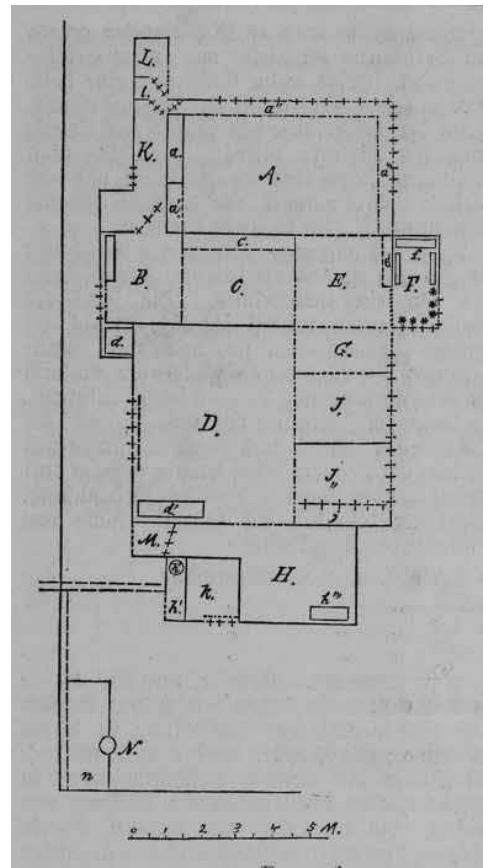 L.
l.
a'
K.
a.
A.
a''
a'''
c.
B.
C.
E.
e.
f.
F.
G.
d.
D.
J.
J,,
d'
M.
H.
h'
h.
h'''
N.
n
0 1 2 3 4 5 M.